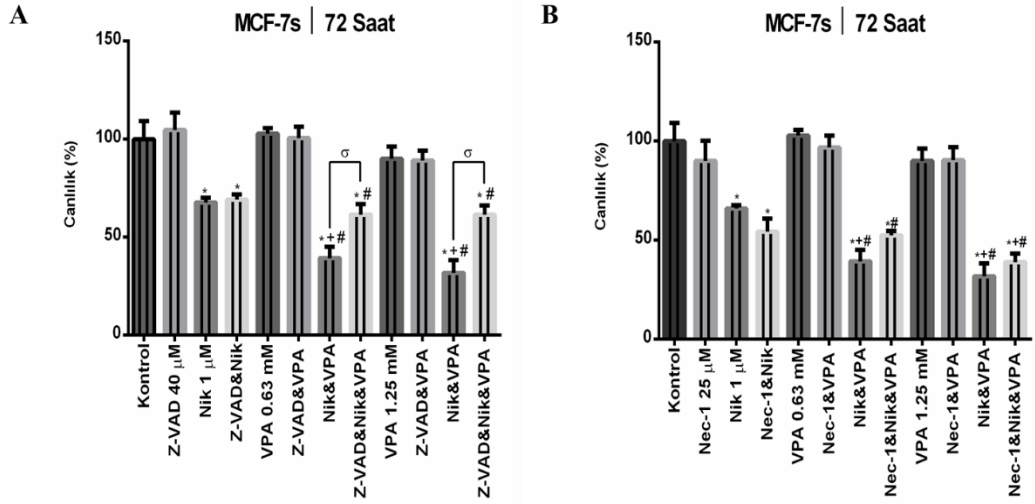 A
MCF-7s | 72 Saat
Canlılık (%)
150
100
50
0
* * *+# σ *# *+# σ *#
Kontrol
Z-VAD 40 µM
Nik 1 µM
Z-VAD&Nik
VPA 0.63 mM
Z-VAD&VPA
Nik&VPA
Z-VAD&Nik&VPA
VPA 1.25 mM
Z-VAD&VPA
Nik&VPA
Z-VAD&Nik&VPA
B
MCF-7s | 72 Saat
Canlılık (%)
150
100
50
0
* * *+# *# *+# *+#
Kontrol
Nec-1 25 µM
Nik 1 µM
Nec-1&Nik
VPA 0.63 mM
Nec-1&VPA
Nik&VPA
Nec-1&Nik&VPA
VPA 1.25 mM
Nec-1&VPA
Nik&VPA
Nec-1&Nik&VPA